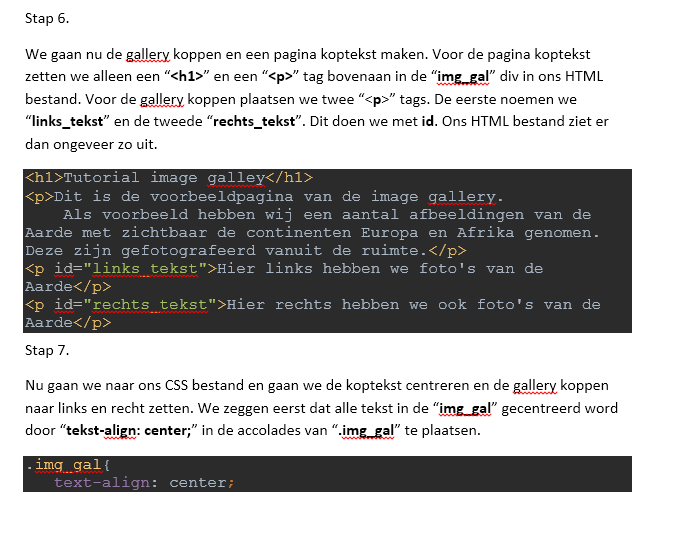 Stap 6.
We gaan nu de gallery koppen en een pagina koptekst maken. Voor de pagina koptekst
zetten we alleen een “<h1>” en een “<p>” tag bovenaan in de “img_gal” div in ons HTML
bestand. Voor de gallery koppen plaatsen we twee “<p>” tags. De eerste noemen we
“links_tekst” en de tweede “rechts_tekst”. Dit doen we met id. Ons HTML bestand ziet er
dan ongeveer zo uit.
<h1>Tutorial image galley</h1>
<p>Dit is de voorbeeldpagina van de image gallery.
Als voorbeeld hebben wij een aantal afbeeldingen van de
Aarde met zichtbaar de continenten Europa en Afrika genomen.
Deze zijn gefotografeerd vanuit de ruimte.</p>
<p id="links_tekst">Hier links hebben we foto's van de
Aarde</p>
<p id="rechts_tekst">Hier rechts hebben we ook foto's van de
Aarde</p>
Stap 7.
Nu gaan we naar ons CSS bestand en gaan we de koptekst centreren en de gallery koppen
naar links en recht zetten. We zeggen eerst dat alle tekst in de “img_gal” gecentreerd word
door “tekst-align: center;” in de accolades van “.img_gal” te plaatsen.
.img_gal{
text-align: center;